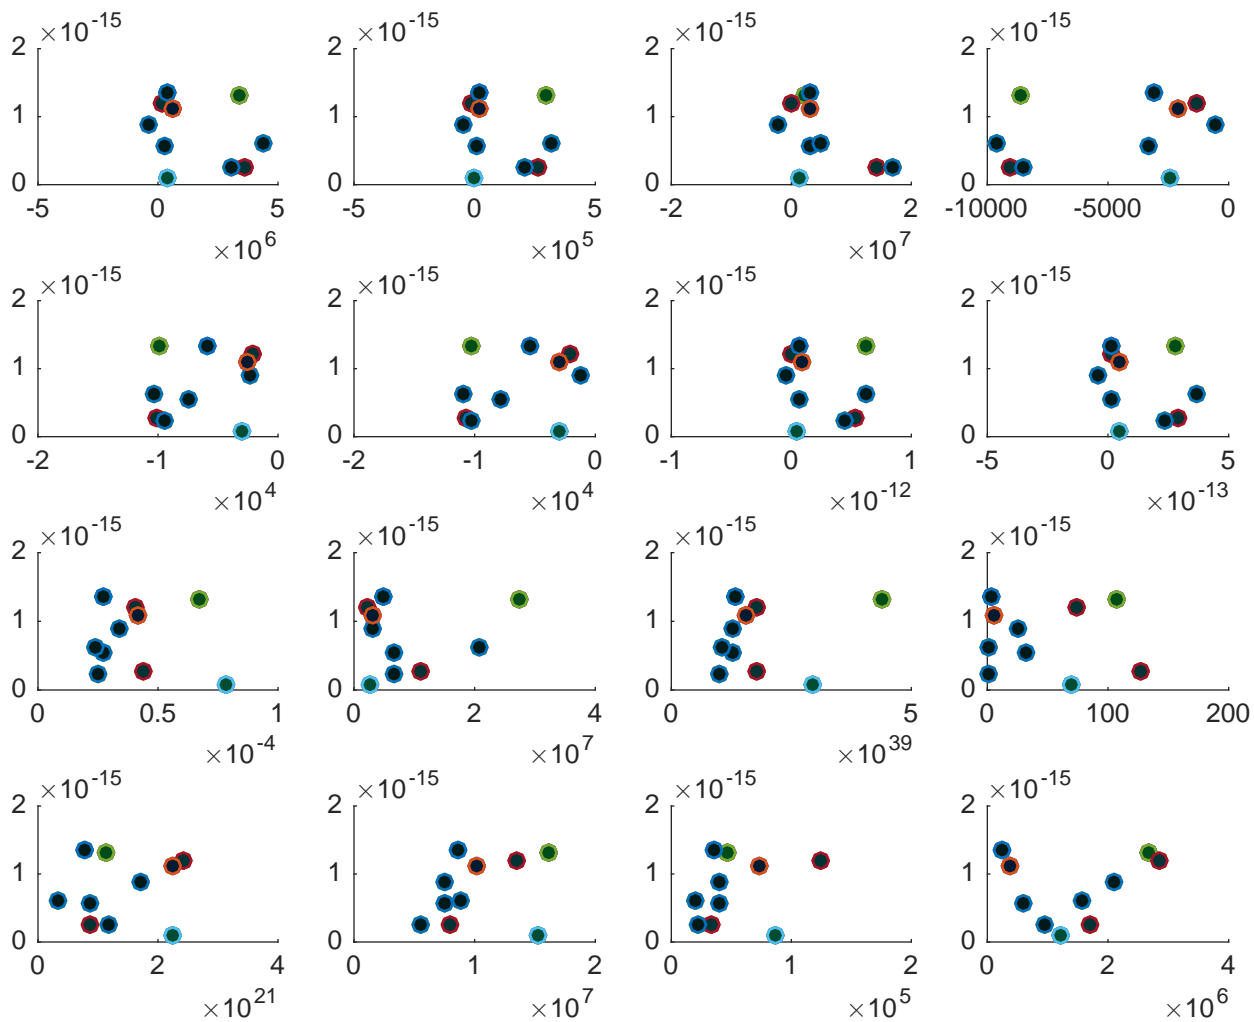 ×10-15 ×10-15 ×10-15 ×10-15
2 2 2 2
1 1 1 1
0 0 0 0
-5 0 5 -5 0 5 -2 0 2 -10000 -5000 0
×106 ×105 ×107
×10-15 ×10-15 ×10-15 ×10-15
2 2 2 2
1 1 1 1
0 0 0 0
-2 -1 0 -2 -1 0 -1 0 1 -5 0 5
×104 ×104 ×10-12 ×10-13
×10-15 ×10-15 ×10-15 ×10-15
2 2 2 2
1 1 1 1
0 0 0 0
0 0.5 1 0 2 4 0 5 0 100 200
×10-4 ×107 ×1039
×10-15 ×10-15 ×10-15 ×10-15
2 2 2 2
1 1 1 1
0 0 0 0
0 2 4 0 1 2 0 1 2 0 2 4
×1021 ×107 ×105 ×106